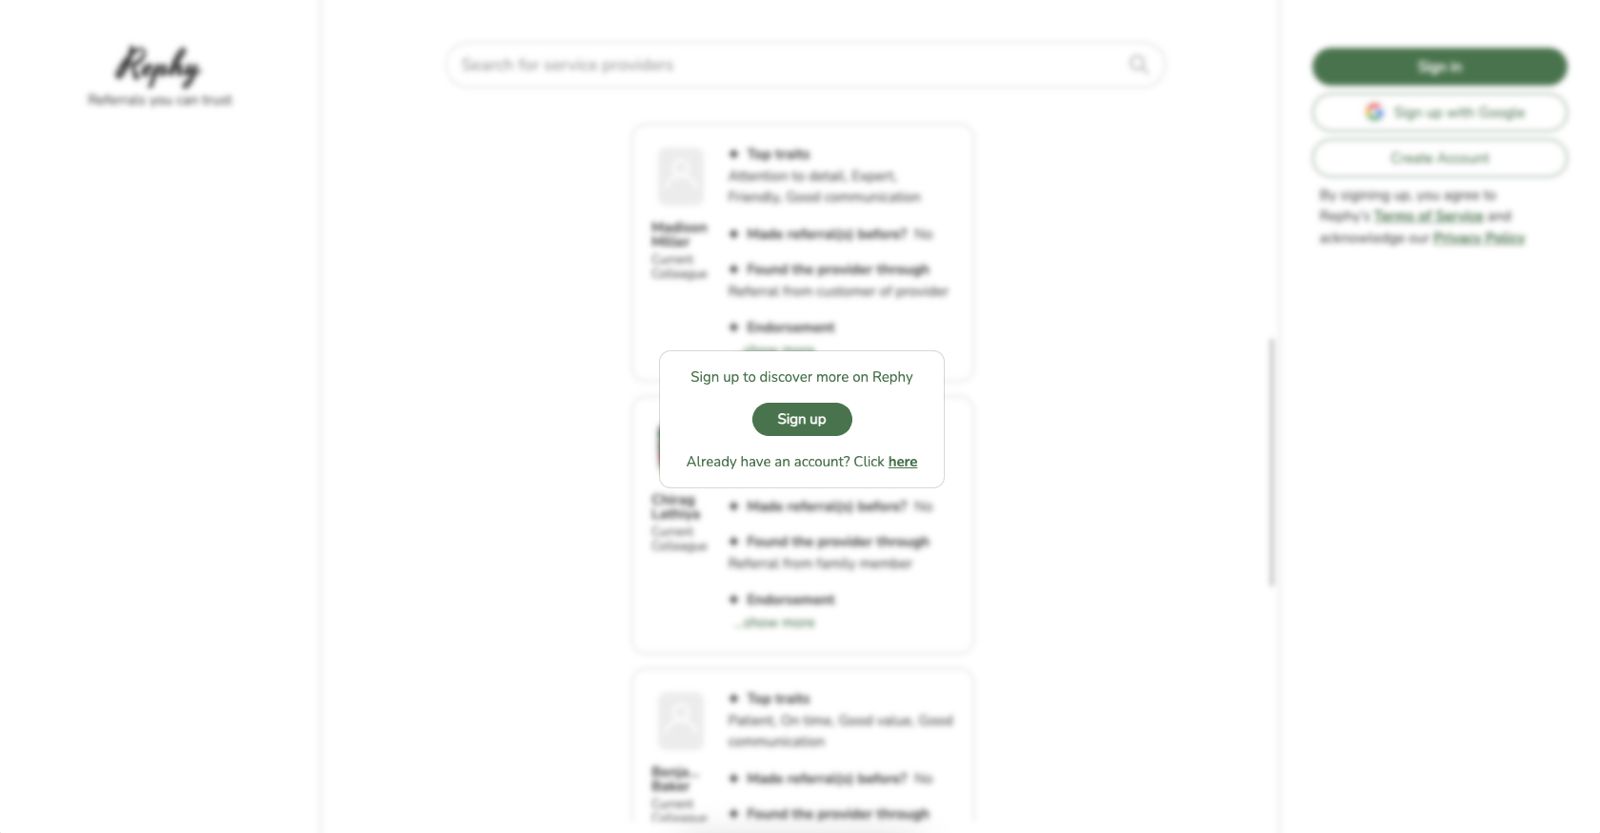 Rephy
Referrals you can trust
Search for service providers
Top traits
Attention to detail, Expert,
Friendly, Good communication
Madison
Miller
Current
Colleague
Made referral(s) before? No
Found the provider through
Referral from customer of provider
Endorsement
...show more
Sign up to discover more on Rephy
Sign up
Already have an account? Click here
Chirag
Lathiya
Current
Colleague
Made referral(s) before? No
Found the provider through
Referral from family member
Endorsement
...show more
Top traits
Patient, On time, Good value, Good
communication
Benja...
Baker
Current
Colleague
Made referral(s) before? No
Found the provider through
Sign in
Sign up with Google
Create Account
By signing up, you agree to
Rephy's Terms of Service and
acknowledge our Privacy Policy